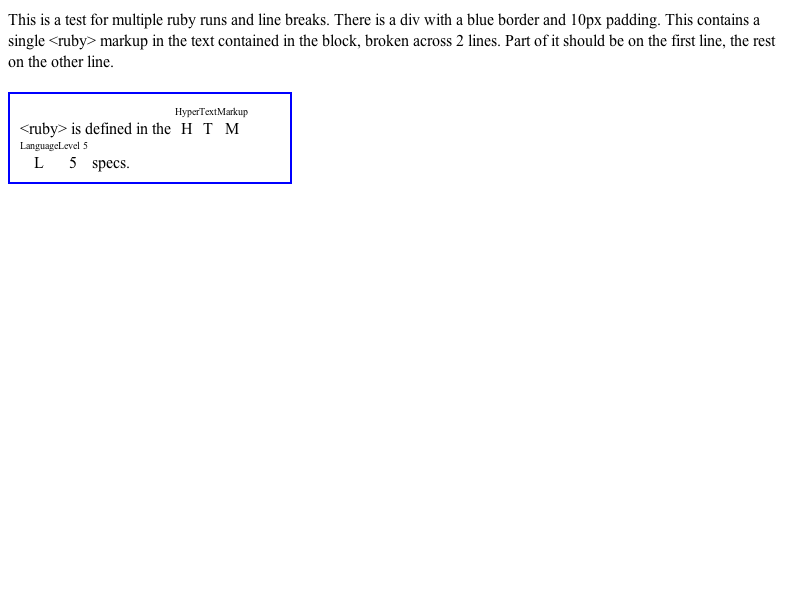 This is a test for multiple ruby runs and line breaks. There is a div with a blue border and 10px padding. This contains a
single <ruby> markup in the text contained in the block, broken across 2 lines. Part of it should be on the first line, the rest
on the other line.
HyperTextMarkup
<ruby> is defined in the H T M
LanguageLevel 5
L 5 specs.